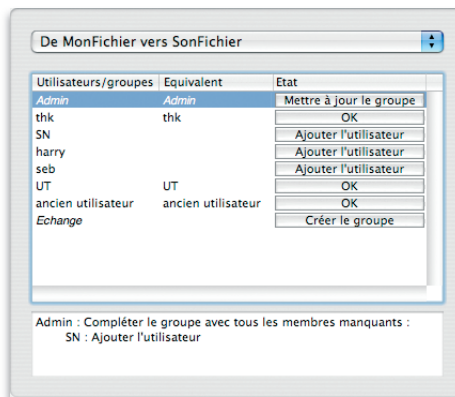 De MonFichier vers SonFichier
Utilisateurs/groupes Equivalent Etat
Admin Admin Mettre à jour le groupe
thk thk OK
SN Ajouter l'utilisateur
harry Ajouter l'utilisateur
seb Ajouter l'utilisateur
UT UT OK
ancien utilisateur ancien utilisateur OK
Echange Créer le groupe
Admin : Compléter le groupe avec tous les membres manquants :
SN : Ajouter l'utilisateur